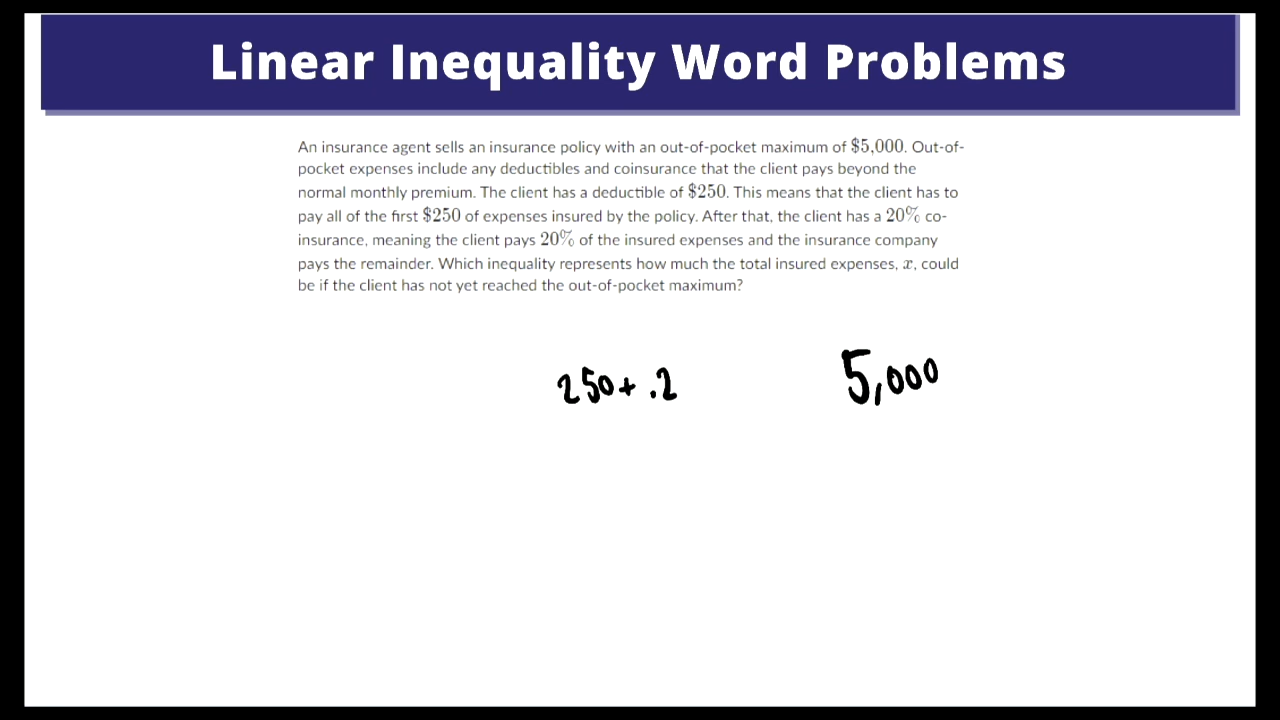 Linear Inequality Word Problems
An insurance agent sells an insurance policy with an out-of-pocket maximum of $5,000. Out-of-
pocket expenses include any deductibles and coinsurance that the client pays beyond the
normal monthly premium. The client has a deductible of $250. This means that the client has to
pay all of the first $250 of expenses insured by the policy. After that, the client has a 20% co-
insurance, meaning the client pays 20% of the insured expenses and the insurance company
pays the remainder. Which inequality represents how much the total insured expenses, x, could
be if the client has not yet reached the out-of-pocket maximum?
250+ .2 5,000